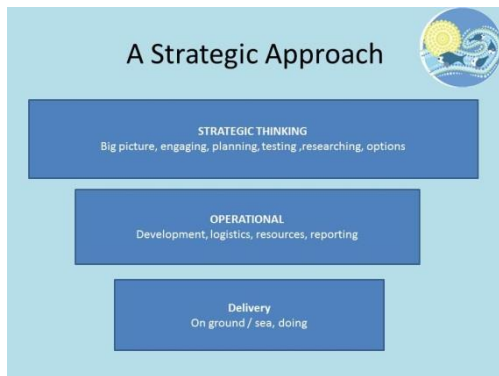 A Strategic Approach
STRATEGIC THINKING
Big picture, engaging, planning, testing ,researching, options
OPERATIONAL
Development, logistics, resources, reporting
Delivery
On ground / sea, doing